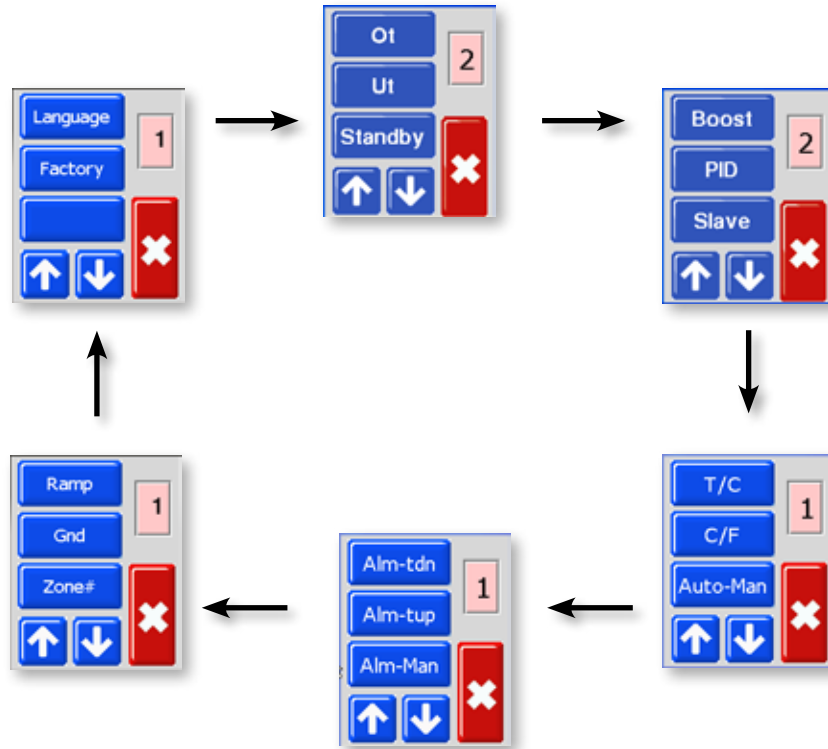 Language
1
Factory
Ot
2
Ut
Standby
Boost
2
PID
Slave
T/C
1
C/F
Auto-Man
Alm-tdn
1
Alm-tup
Alm-Man
Ramp
1
Gnd
Zone#